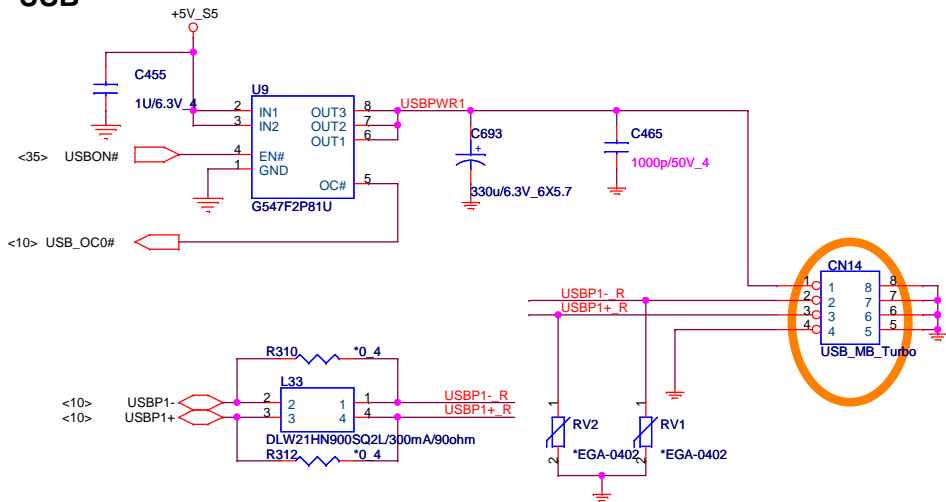 USB
+5V_S5
C455
1U/6.3V_4
U9
2 IN1 OUT3 8 USBPWR1
3 IN2 OUT2 7
OUT1 6
<35> USBON# 4 EN#
1 GND
OC# 5
G547F2P81U
C693
+
330u/6.3V_6X5.7
C465
1000p/50V_4
<10> USB_OC0#
CN14
1 1 8 8
USBP1-_R 2 2 7 7
USBP1+_R 3 3 6 6
4 4 5 5
USB_MB_Turbo
R310 *0_4
L33
<10> USBP1- 2 2 1 1 USBP1-_R
<10> USBP1+ 3 3 4 4 USBP1+_R
DLW21HN900SQ2L/300mA/90ohm
R312 *0_4
1 RV2 1 RV1
2 *EGA-0402 2 *EGA-0402